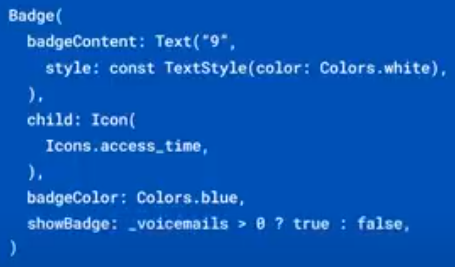 Badge(
  badgeContent: Text("9",
    style: const TextStyle(color: Colors.white),
  ),
  child: Icon(
    Icons.access_time,
  ),
  badgeColor: Colors.blue,
  showBadge: _voicemails > 0 ? true : false,
)